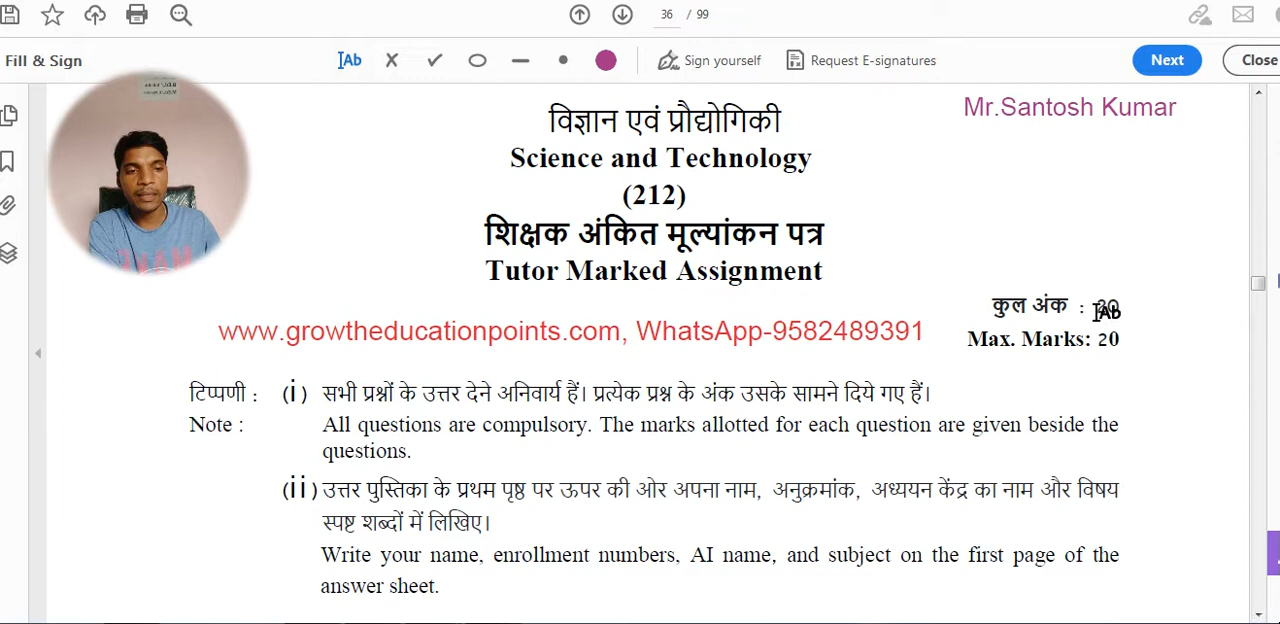 36 / 99
Fill & Sign
Ab
Sign yourself
Request E-signatures
Next
Close
Mr.Santosh Kumar
विज्ञान एवं प्रौद्योगिकी
Science and Technology
(212)
शिक्षक अंकित मूल्यांकन पत्र
Tutor Marked Assignment
कुल अंक : 20
Ab
www.growtheducationpoints.com, WhatsApp-9582489391
Max. Marks: 20
टिप्पणी : (i) सभी प्रश्नों के उत्तर देने अनिवार्य हैं। प्रत्येक प्रश्न के अंक उसके सामने दिये गए हैं।
Note : All questions are compulsory. The marks allotted for each question are given beside the
questions.
(ii) उत्तर पुस्तिका के प्रथम पृष्ठ पर ऊपर की ओर अपना नाम, अनुक्रमांक, अध्ययन केंद्र का नाम और विषय
स्पष्ट शब्दों में लिखिए।
Write your name, enrollment numbers, AI name, and subject on the first page of the
answer sheet.